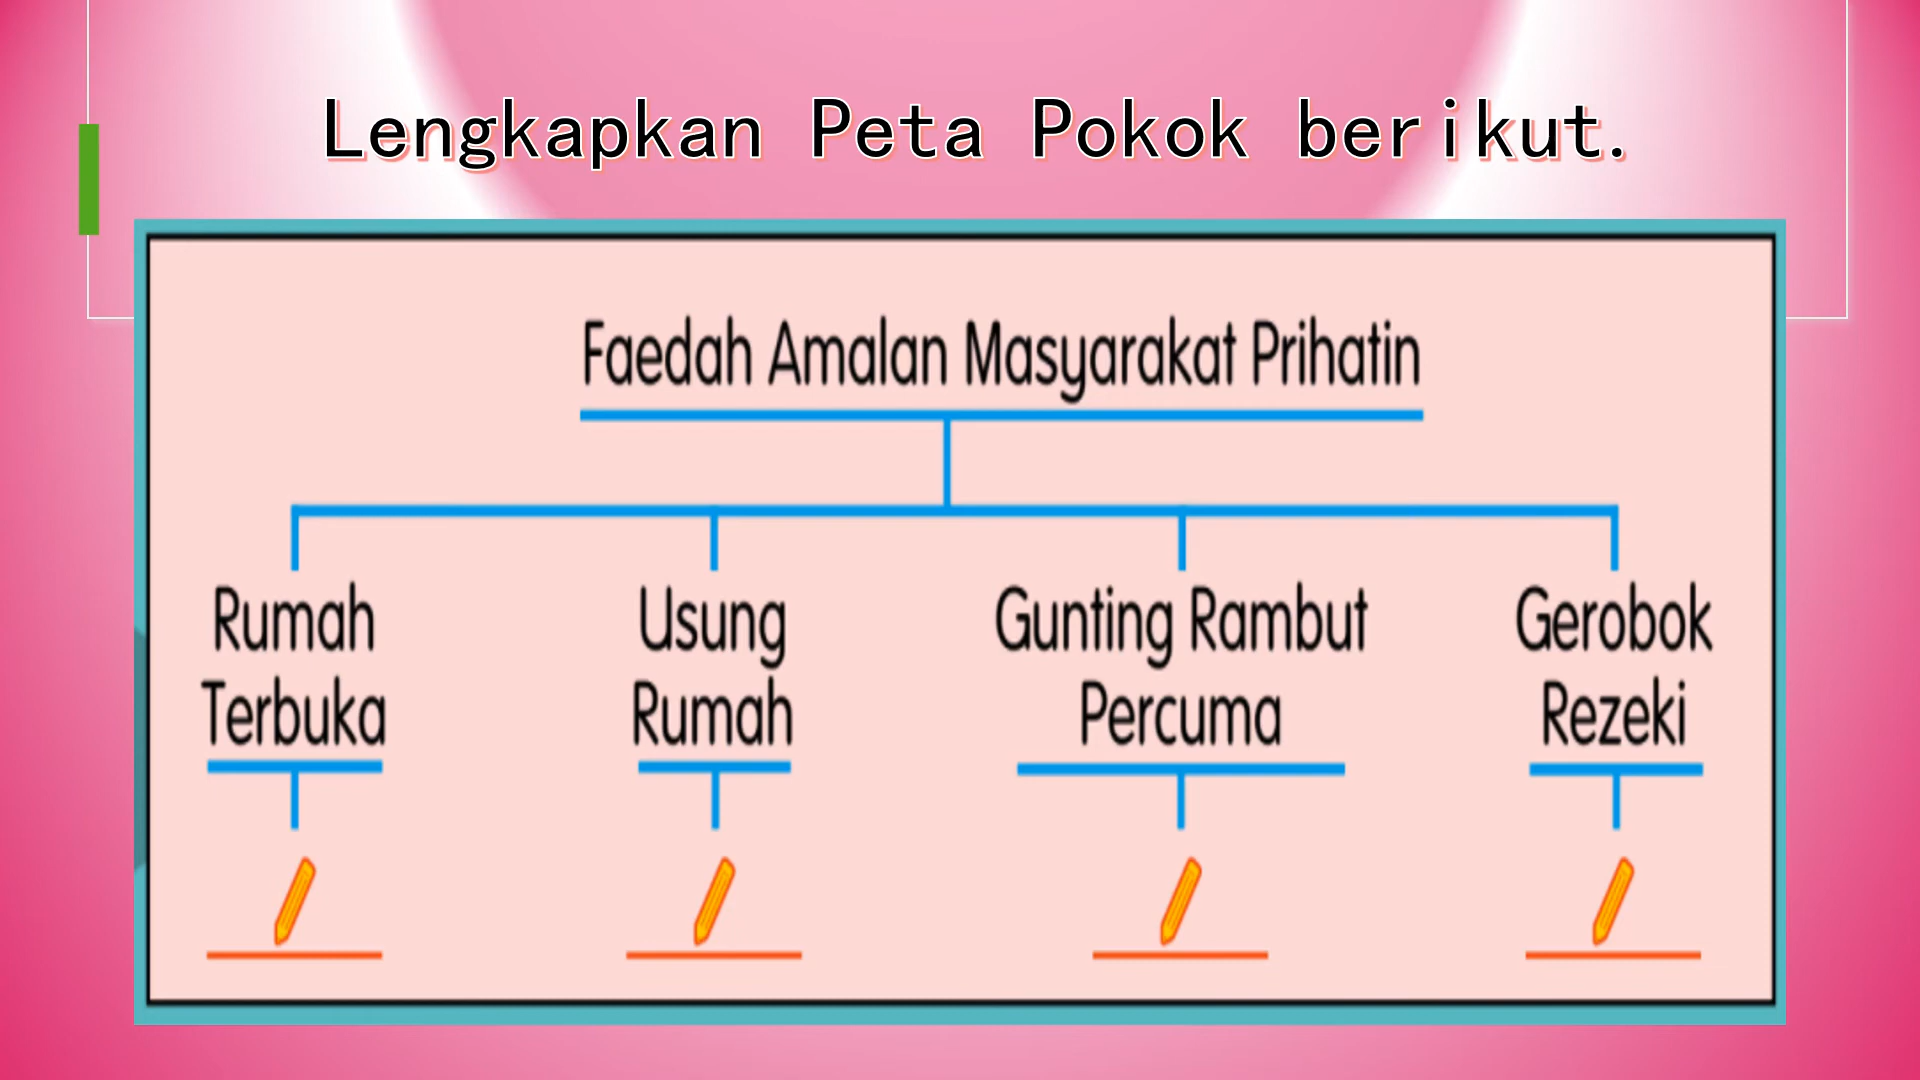 Lengkapkan Peta Pokok berikut.
Faedah Amalan Masyarakat Prihatin
Rumah
Terbuka
Usung
Rumah
Gunting Rambut
Percuma
Gerobok
Rezeki